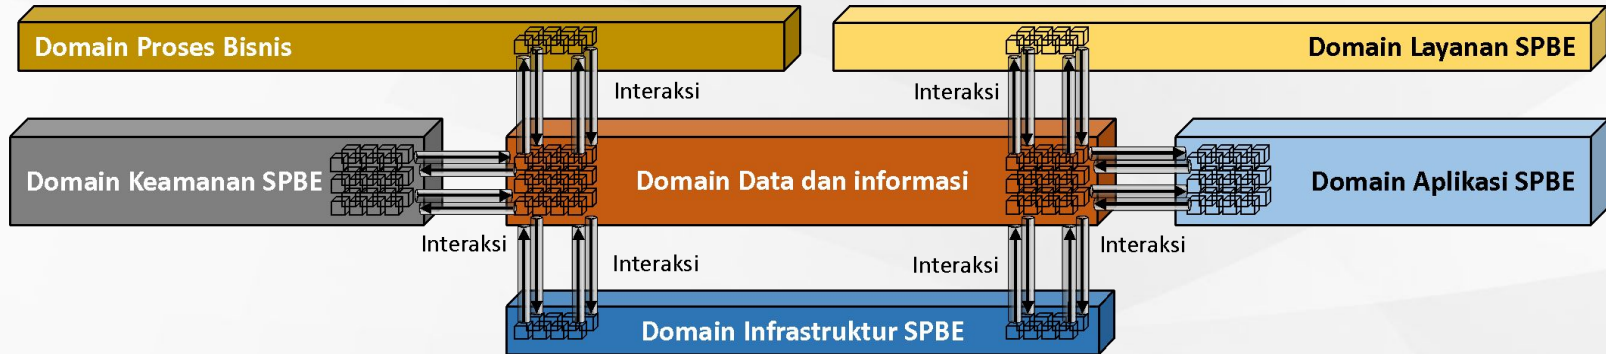 Domain Proses Bisnis
Domain Layanan SPBE
Interaksi
Interaksi
Domain Keamanan SPBE
Domain Data dan informasi
Domain Aplikasi SPBE
Interaksi
Interaksi
Interaksi
Interaksi
Domain Infrastruktur SPBE